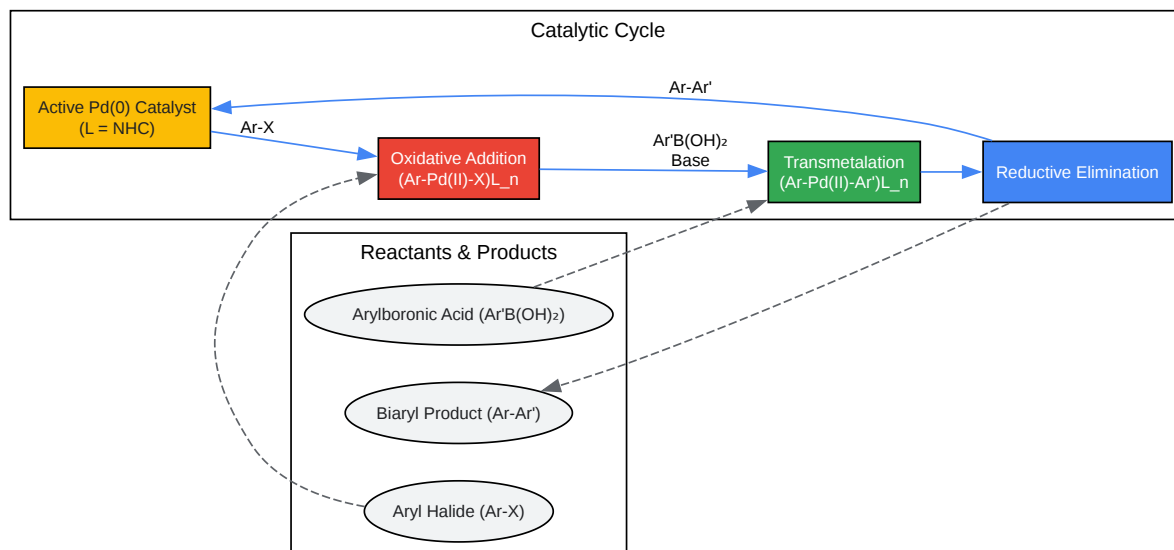 Catalytic Cycle
Ar-Ar'
Active Pd(0) Catalyst
(L = NHC)
Ar-X
Oxidative Addition
(Ar-Pd(II)-X)L_n
Ar'B(OH)₂
Base
Transmetalation
(Ar-Pd(II)-Ar')L_n
Reductive Elimination
Reactants & Products
Arylboronic Acid (Ar'B(OH)₂)
Biaryl Product (Ar-Ar')
Aryl Halide (Ar-X)